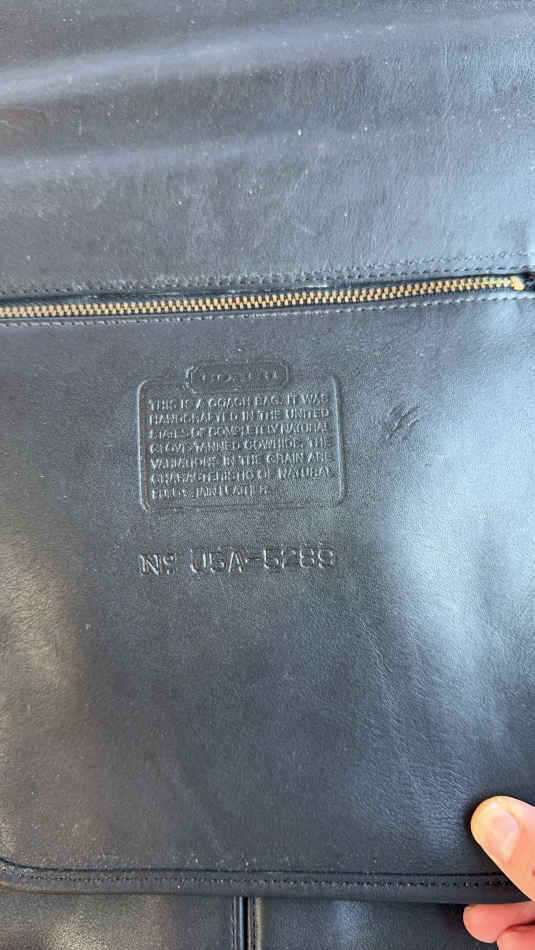 COACH
THIS IS A COACH BAG. IT WAS
HANDCRAFTED IN THE UNITED
STATES OF COMPLETELY NATURAL
GLOVE TANNED COWHIDE. THE
VARIATIONS IN THE GRAIN ARE
CHARACTERISTIC OF NATURAL
FULL GRAIN LEATHER.
Nº USA-5289